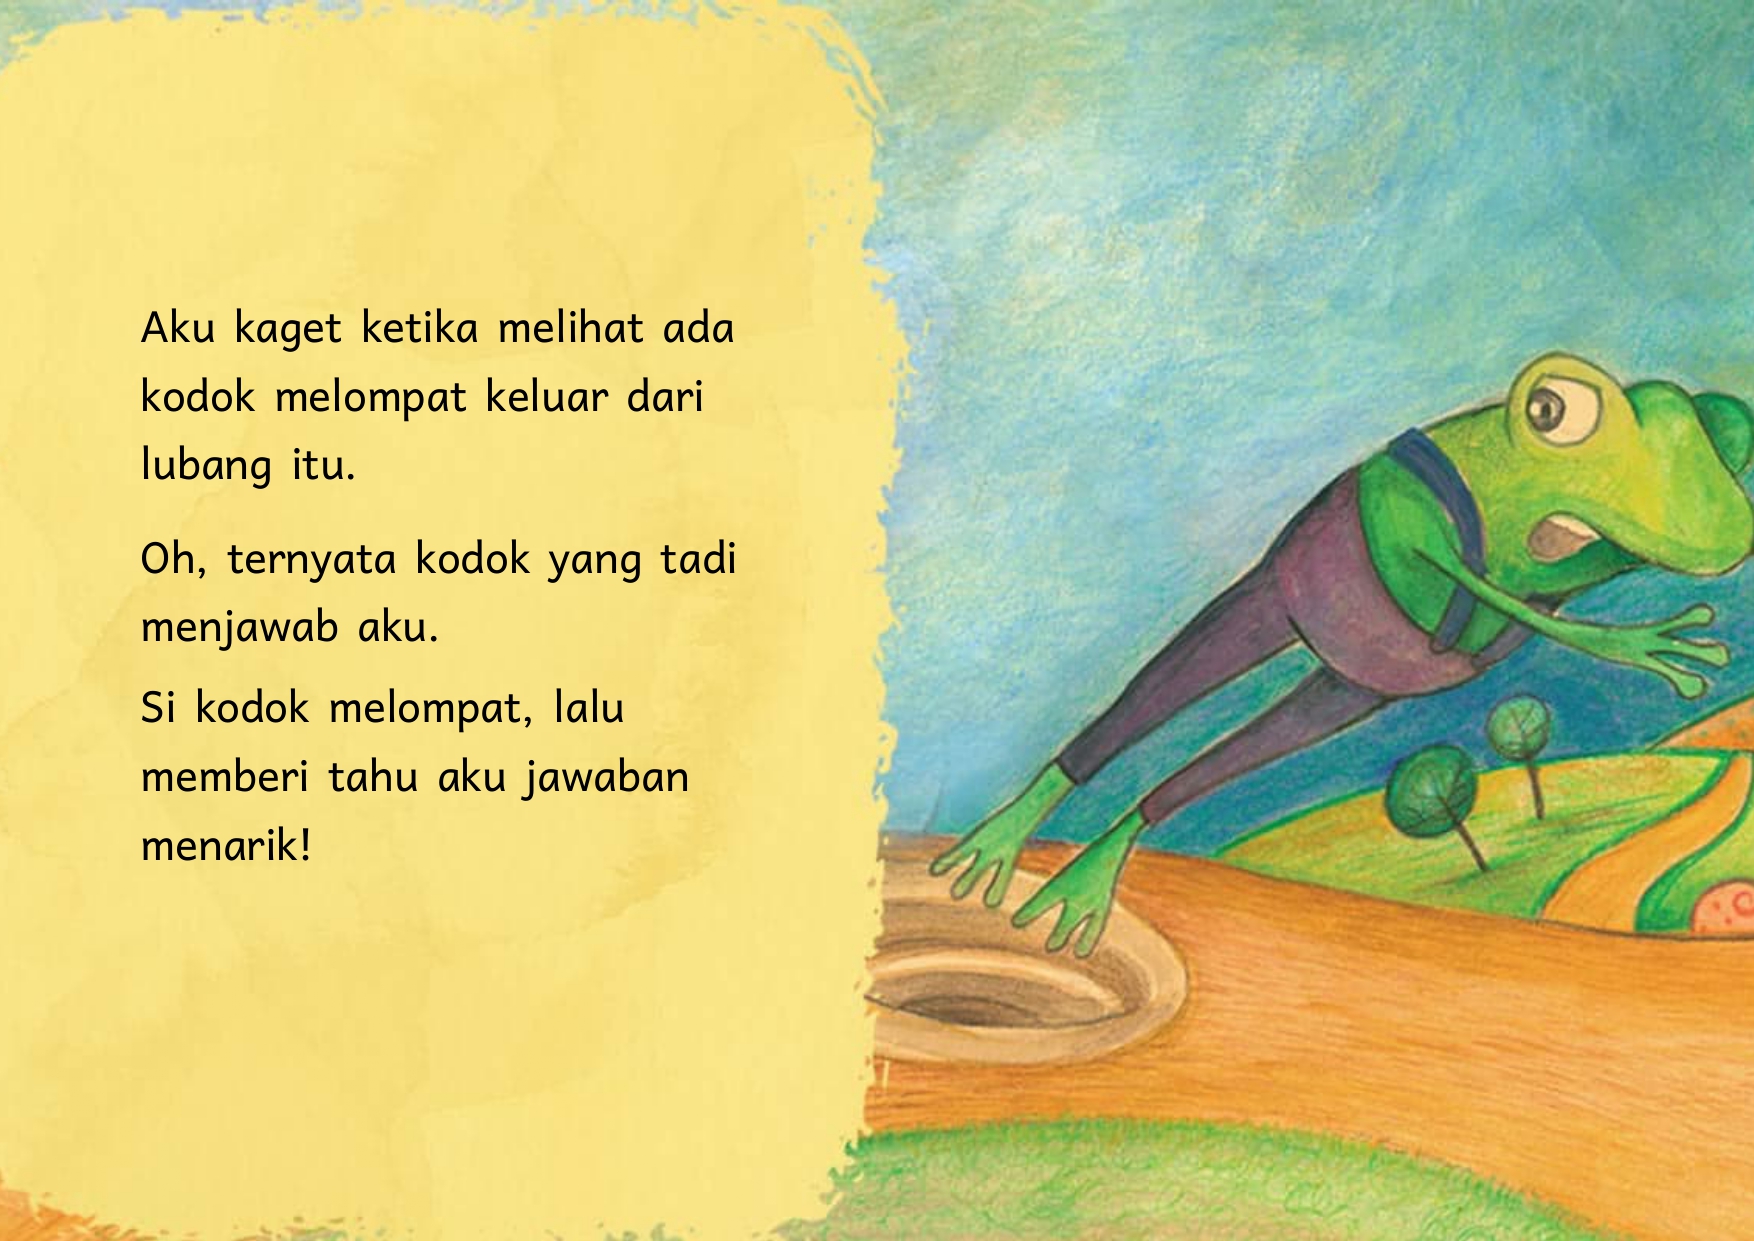 Aku kaget ketika melihat ada
kodok melompat keluar dari
lubang itu.
Oh, ternyata kodok yang tadi
menjawab aku.
Si kodok melompat, lalu
memberi tahu aku jawaban
menarik!